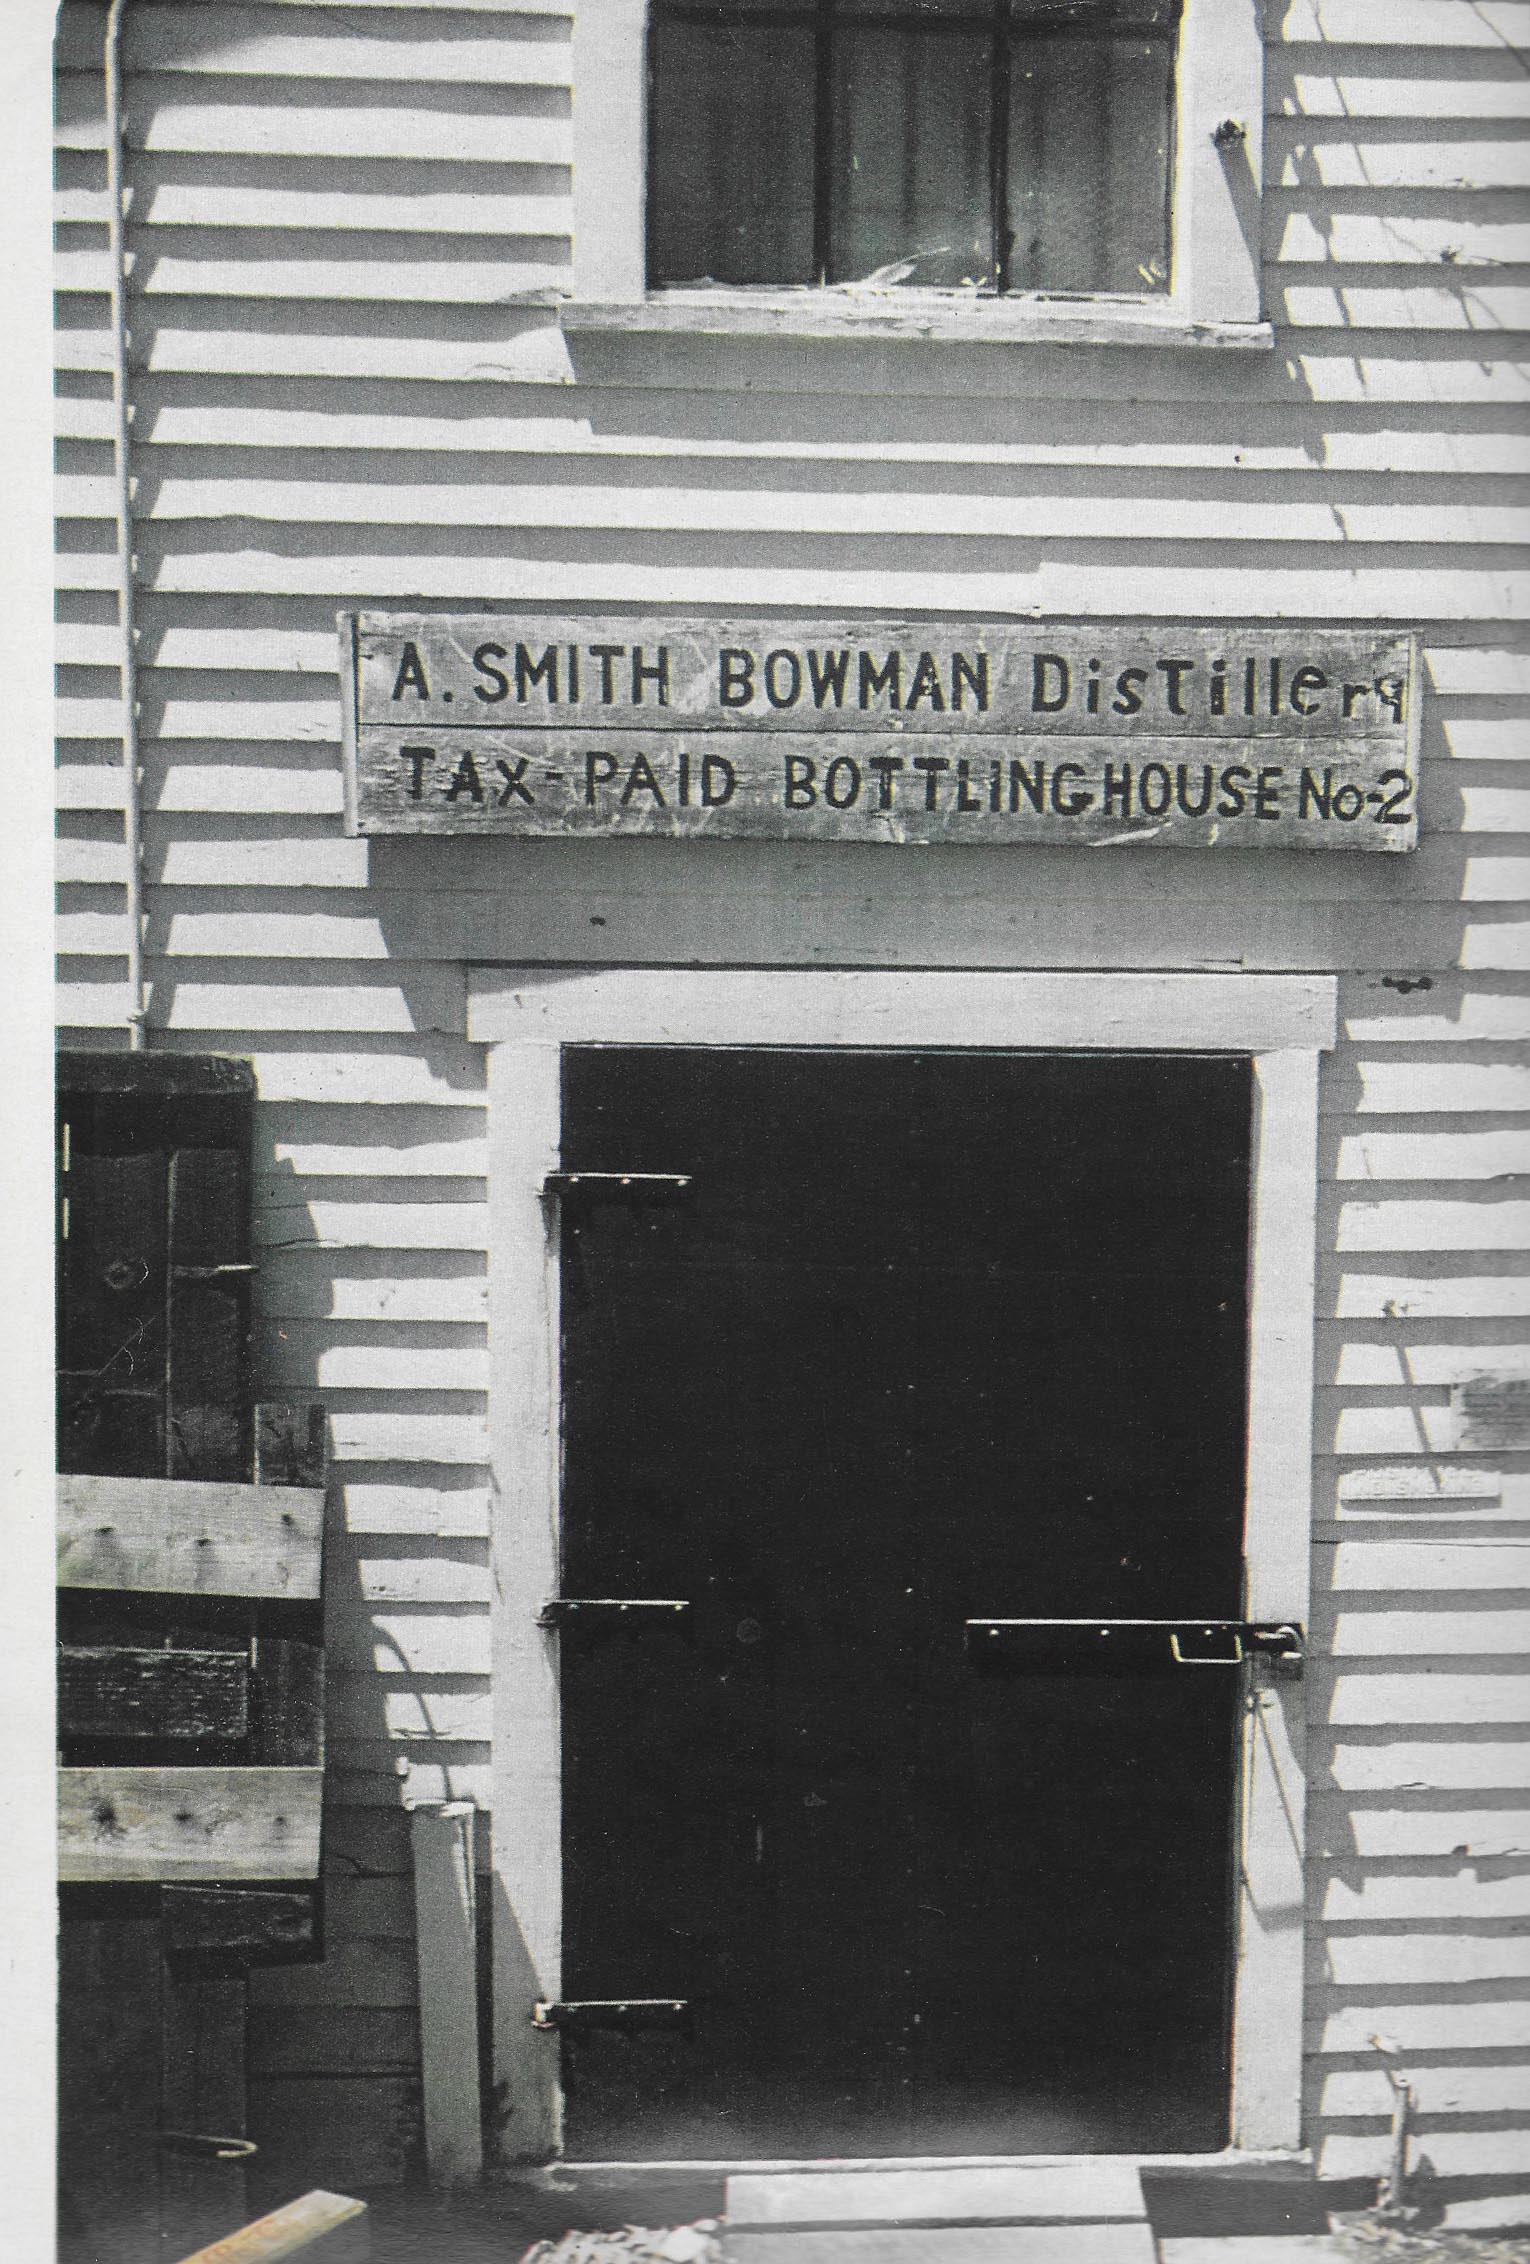 A. SMITH BOWMAN Distillery
TAX-PAID BOTTLING HOUSE No-2